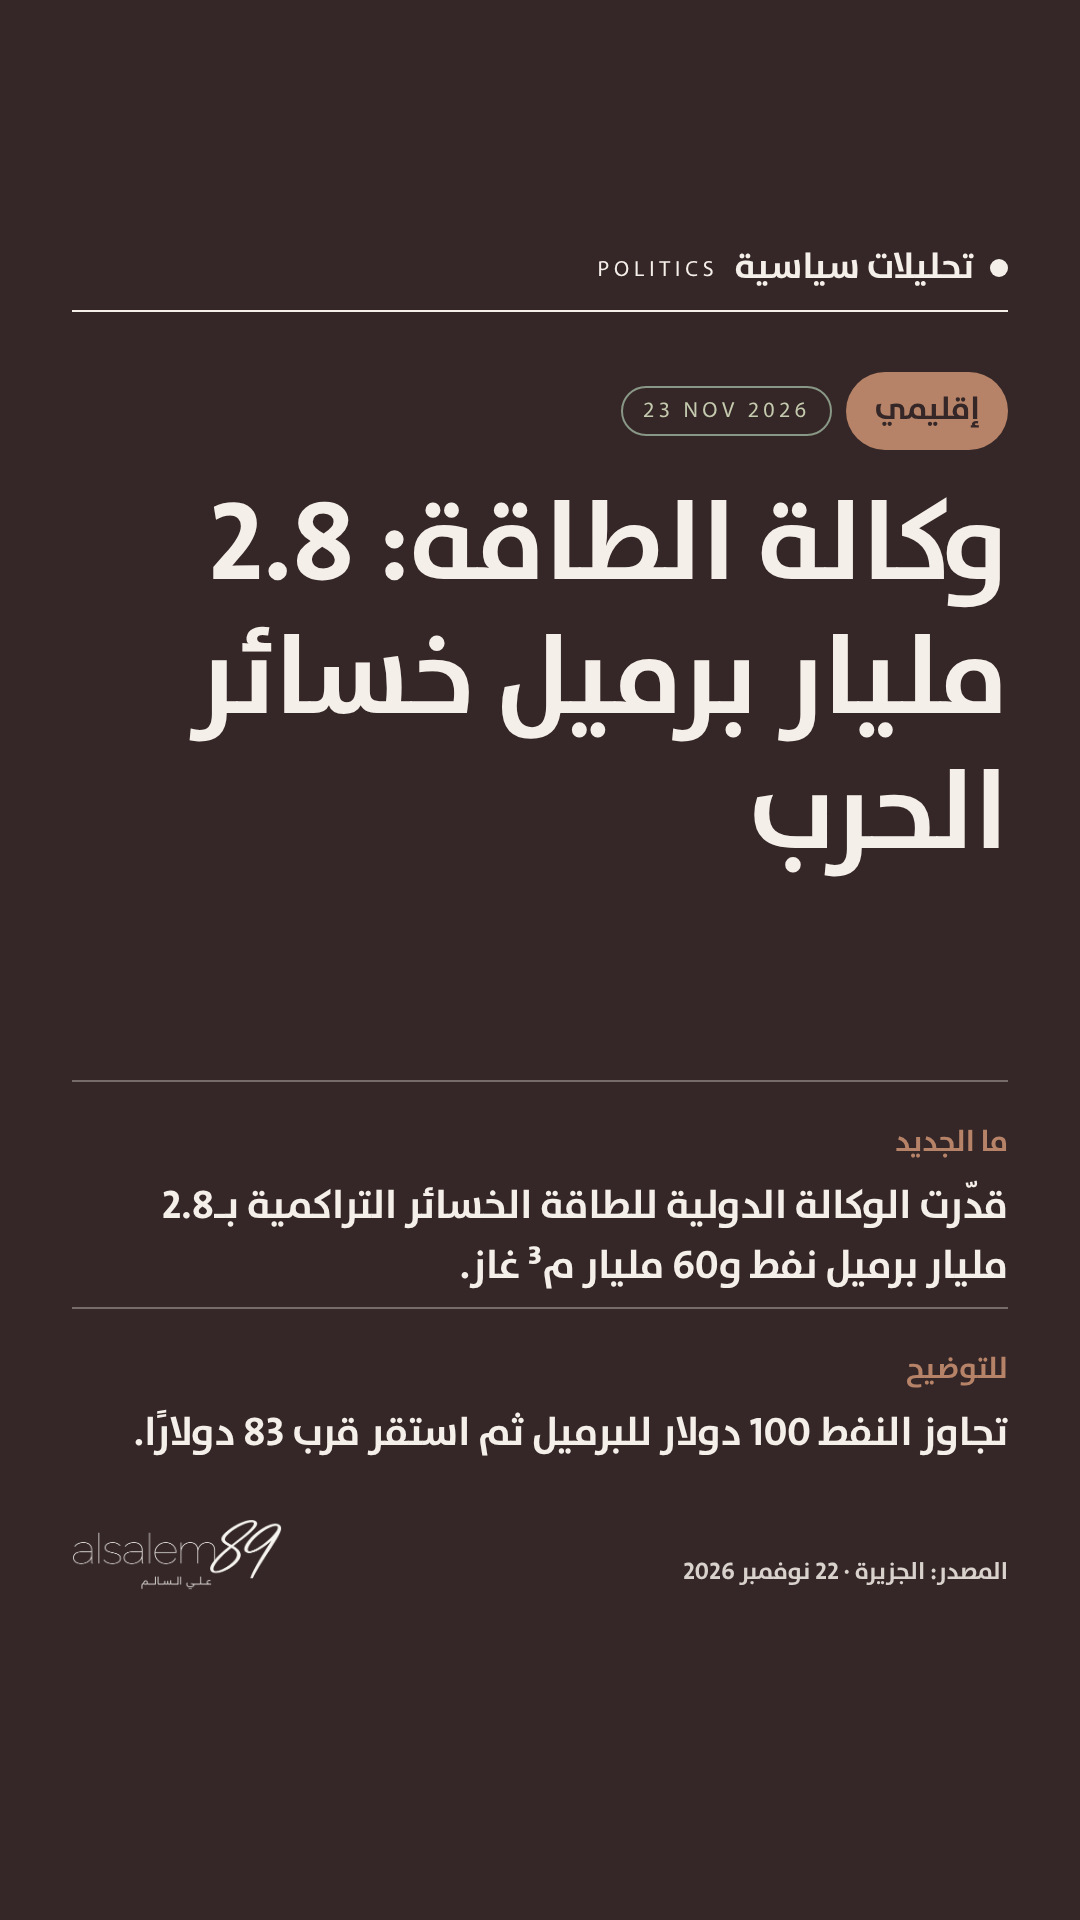 تحليلات سياسية POLITICS
إقليمي 23 NOV 2026
وكالة الطاقة: 2.8
مليار برميل خسائر
الحرب
ما الجديد
قدّرت الوكالة الدولية للطاقة الخسائر التراكمية بـ2.8
مليار برميل نفط و60 مليار م³ غاز.
للتوضيح
تجاوز النفط 100 دولار للبرميل ثم استقر قرب 83 دولارًا.
المصدر: الجزيرة · 22 نوفمبر 2026
alsalem89
علي السالم